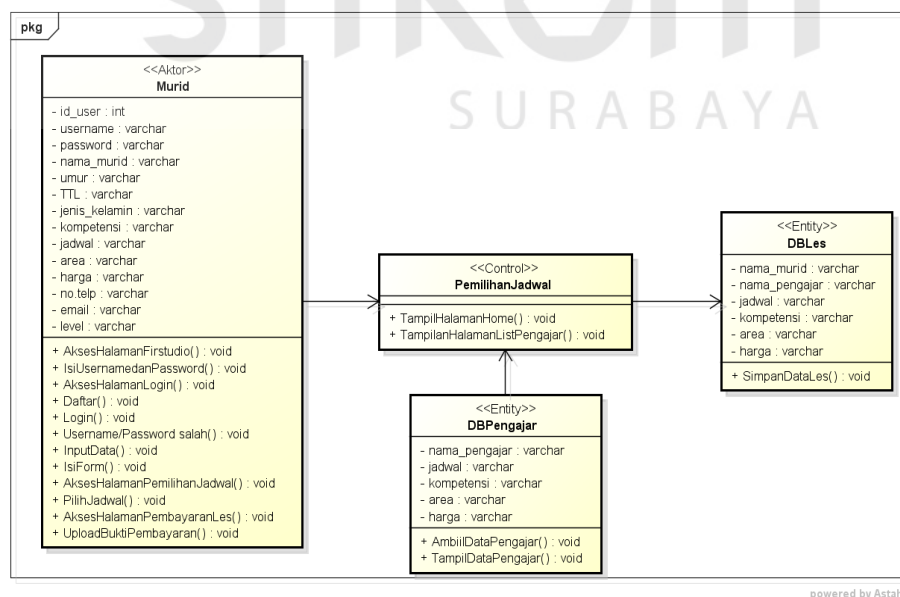 SURABAYA
pkg
<<Aktor>>
Murid
- id_user : int
- username : varchar
- password : varchar
- nama_murid : varchar
- umur : varchar
- TTL : varchar
- jenis_kelamin : varchar
- kompetensi : varchar
- jadwal : varchar
- area : varchar
- harga : varchar
- no.telp : varchar
- email : varchar
- level : varchar
+ AksesHalamanFirstudio() : void
+ IsiUsernamedanPassword() : void
+ AksesHalamanLogin() : void
+ Daftar() : void
+ Login() : void
+ Username/Password salah() : void
+ InputData() : void
+ IsiForm() : void
+ AksesHalamanPemilihanJadwal() : void
+ PilihJadwal() : void
+ AksesHalamanPembayaranLes() : void
+ UploadBuktiPembayaran() : void
<<Control>>
PemilihanJadwal
+ TampilHalamanHome() : void
+ TampilanHalamanListPengajar() : void
<<Entity>>
DBPengajar
- nama_pengajar : varchar
- jadwal : varchar
- kompetensi : varchar
- area : varchar
- harga : varchar
+ AmbiilDataPengajar() : void
+ TampilDataPengajar() : void
<<Entity>>
DBLes
- nama_murid : varchar
- nama_pengajar : varchar
- jadwal : varchar
- kompetensi : varchar
- area : varchar
- harga : varchar
+ SimpanDataLes() : void
powered by Astah